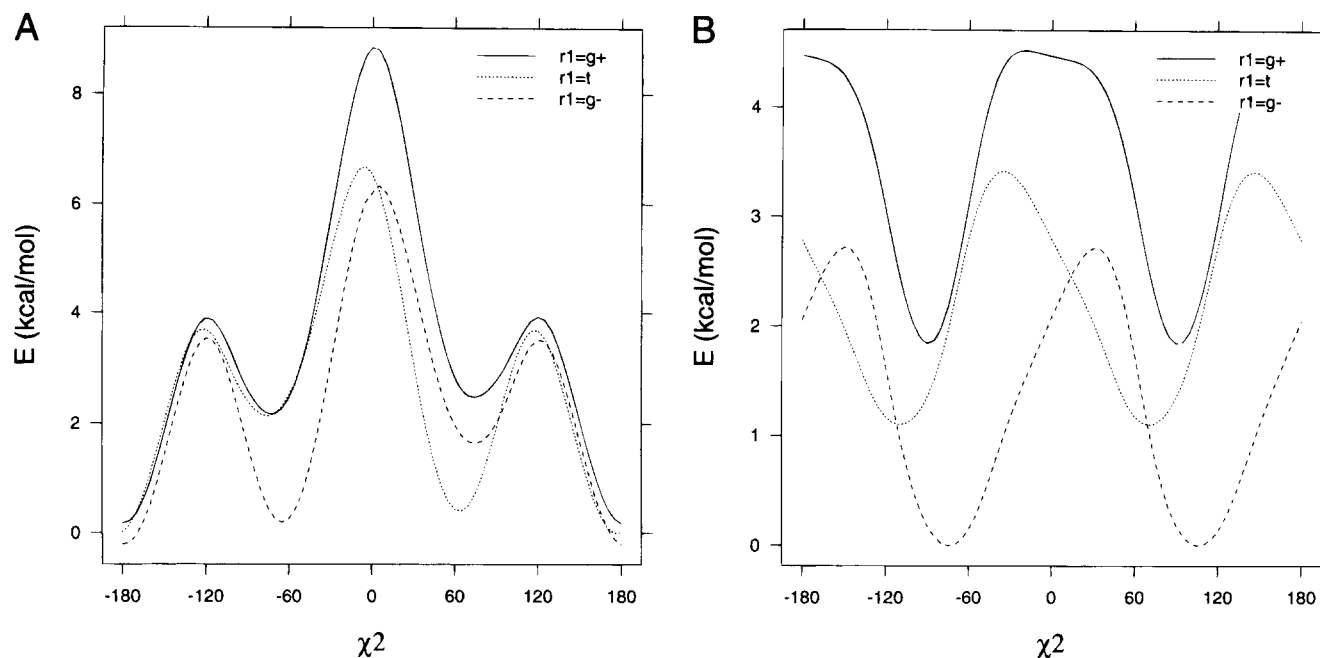 A
r1=g+
r1=t
r1=g-
8
6
4
2
0
E (kcal/mol)
-180 -120 -60 0 60 120 180
χ2
B
r1=g+
r1=t
r1=g-
4
3
2
1
0
E (kcal/mol)
-180 -120 -60 0 60 120 180
χ2